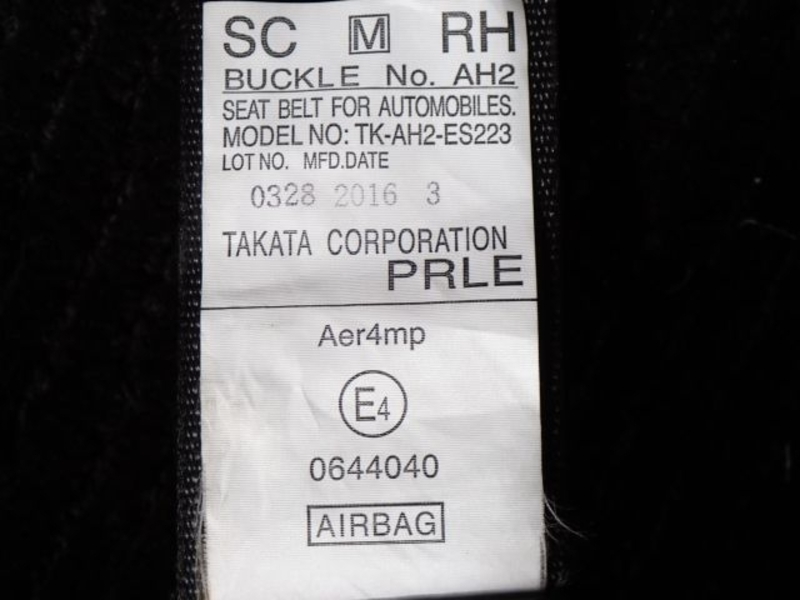 SC M RH
BUCKLE No. AH2
SEAT BELT FOR AUTOMOBILES.
MODEL NO: TK-AH2-ES223
LOT NO. MFD.DATE
0328 2016 3
TAKATA CORPORATION
PRLE
Aer4mp
E4
0644040
AIRBAG